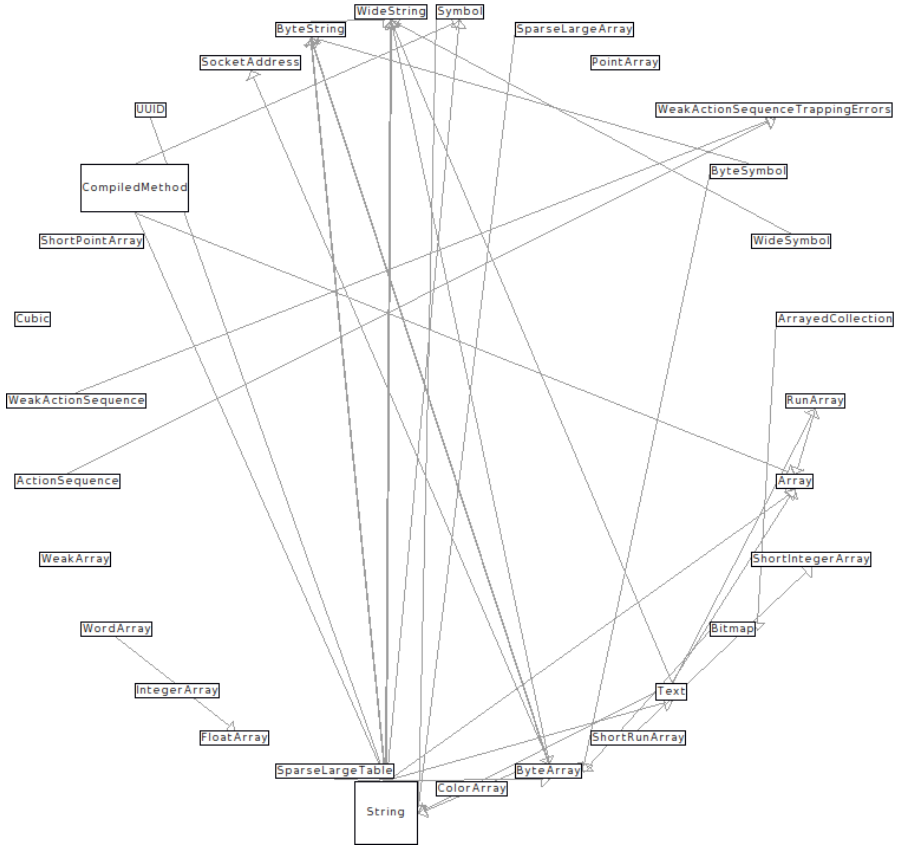 WideString
Symbol
ByteString
SparseLargeArray
SocketAddress
PointArray
UUID
WeakActionSequenceTrappingErrors
ByteSymbol
CompiledMethod
ShortPointArray
WideSymbol
Cubic
ArrayedCollection
WeakActionSequence
RunArray
ActionSequence
Array
WeakArray
ShortIntegerArray
WordArray
Bitmap
IntegerArray
Text
FloatArray
ShortRunArray
SparseLargeTable
ByteArray
ColorArray
String